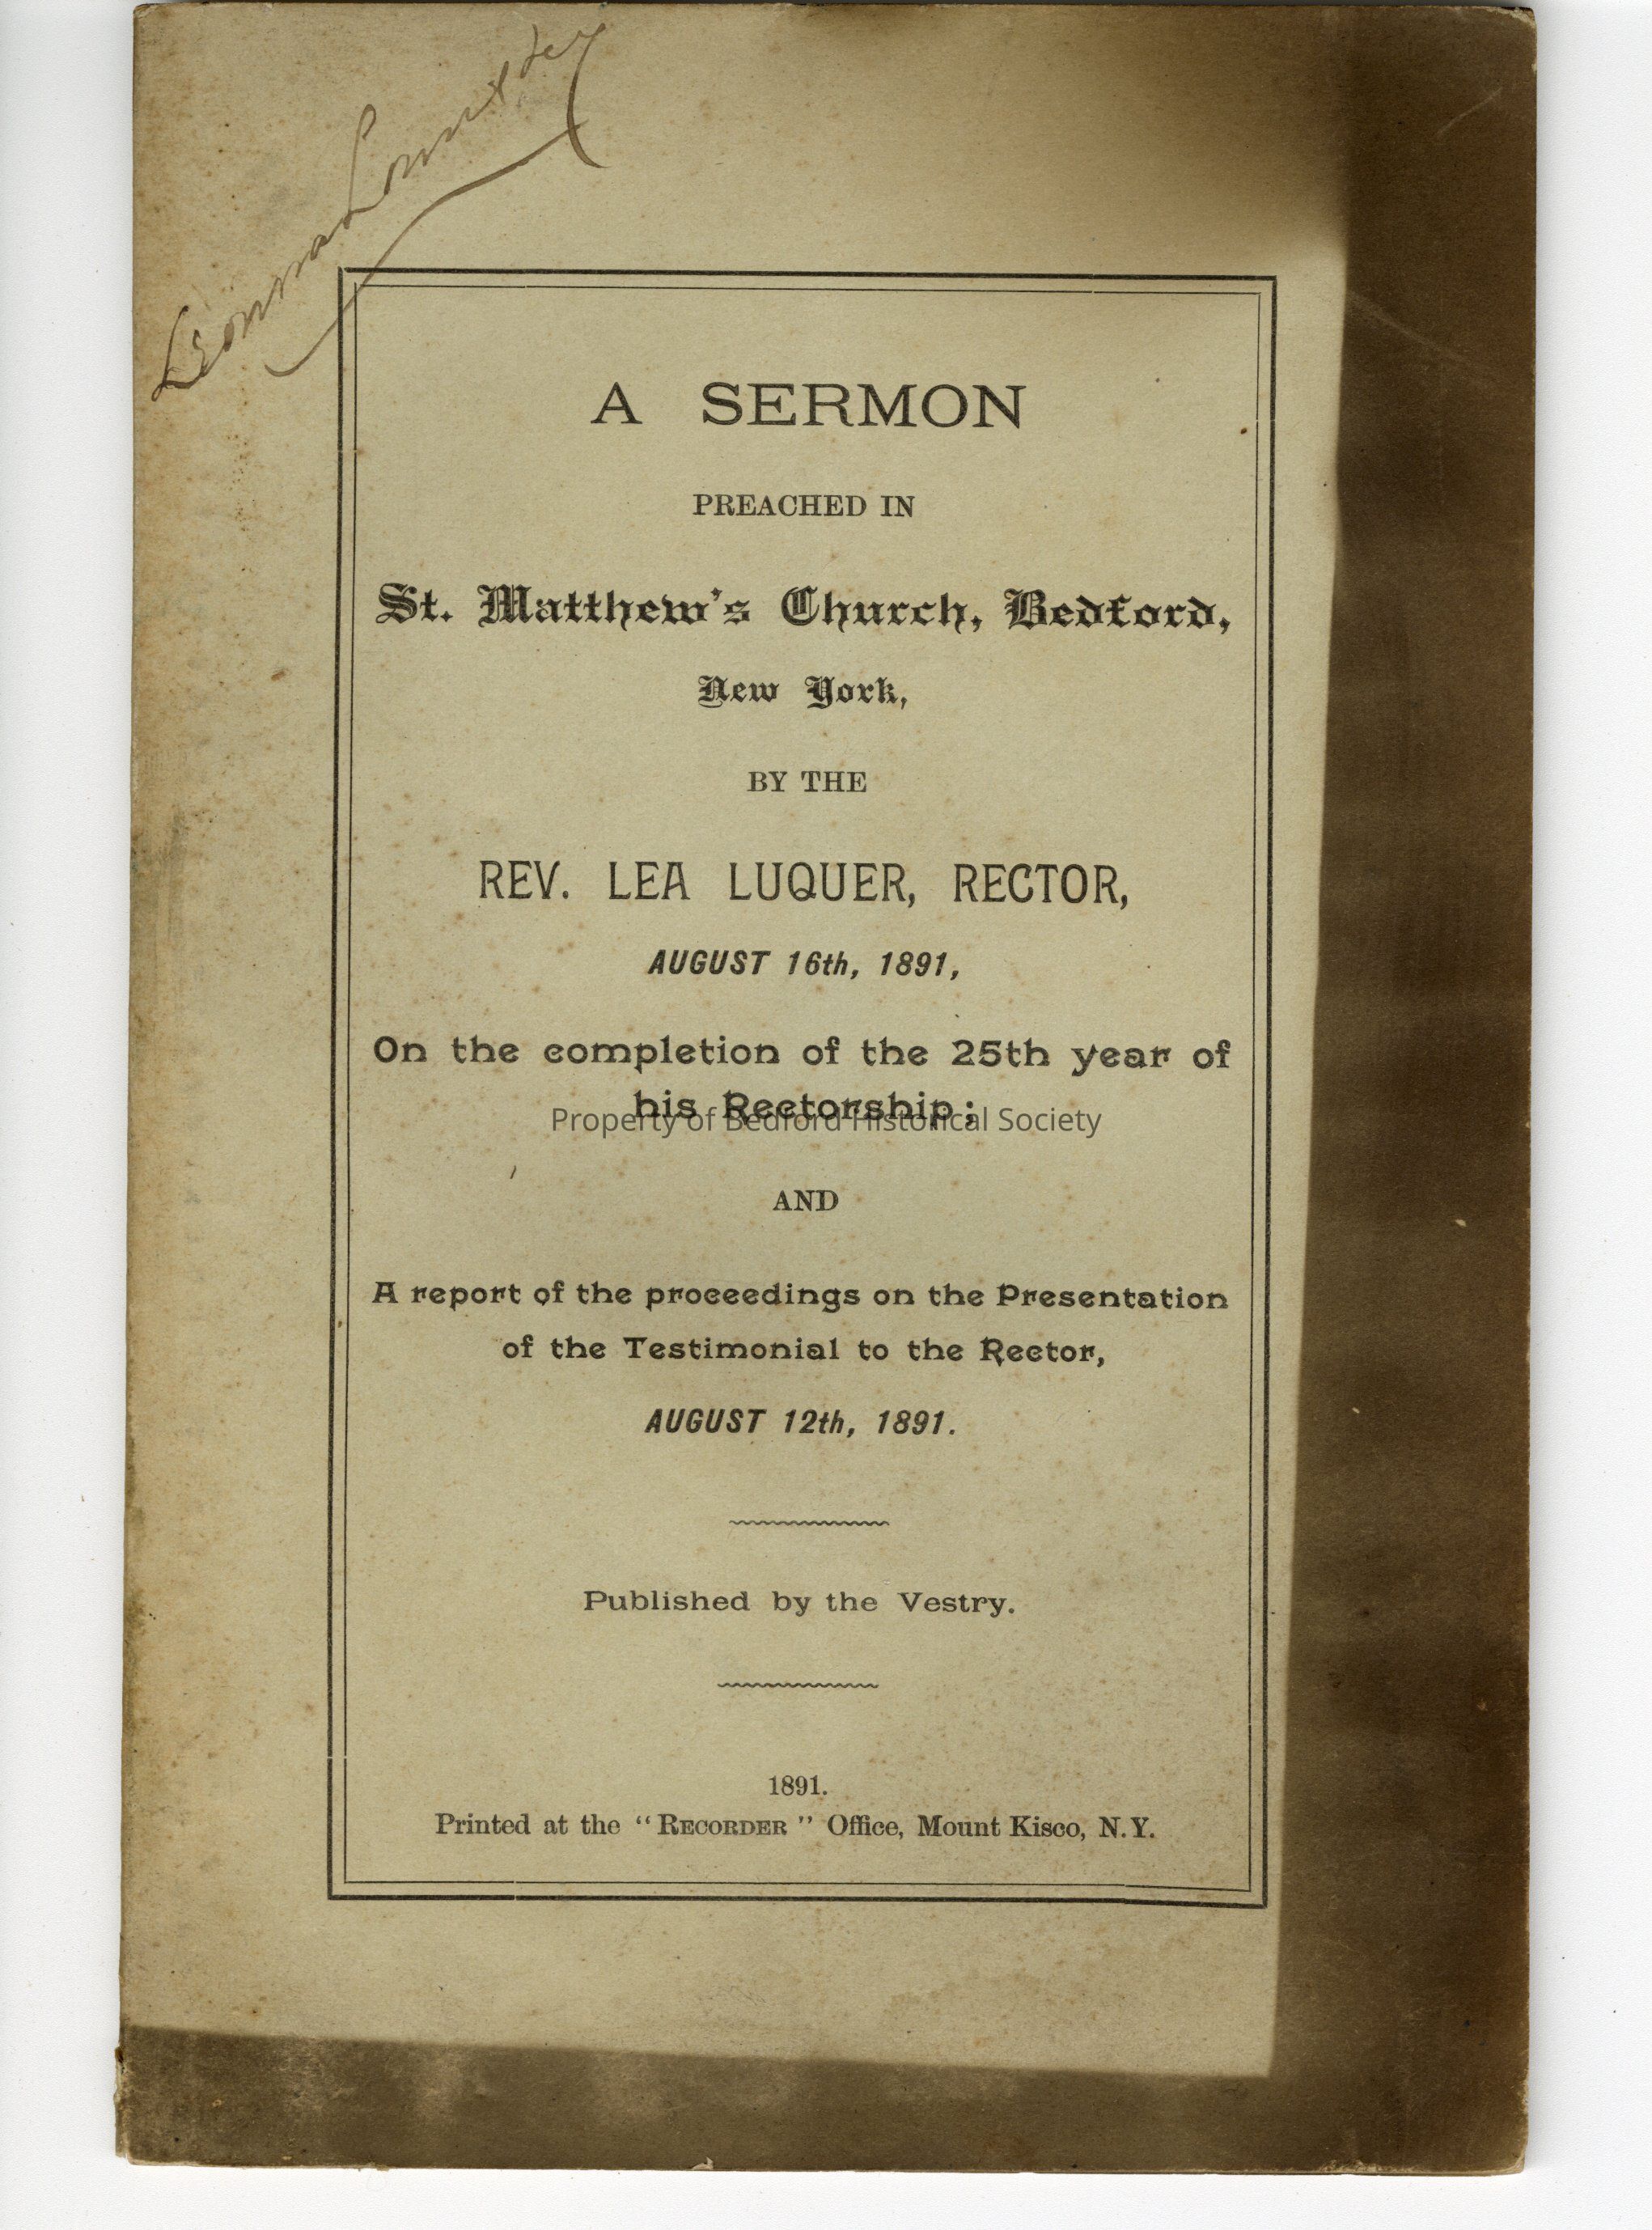 A SERMON
PREACHED IN
St. Matthew's Church, Bedford,
New York,
BY THE
REV. LEA LUQUER, RECTOR,
AUGUST 16th, 1891,
On the completion of the 25th year of
his Rectorship;
Property of Bedford Historical Society
AND
A report of the proceedings on the Presentation
of the Testimonial to the Rector,
AUGUST 12th, 1891.
Published by the Vestry.
1891.
Printed at the "RECORDER" Office, Mount Kisco, N.Y.